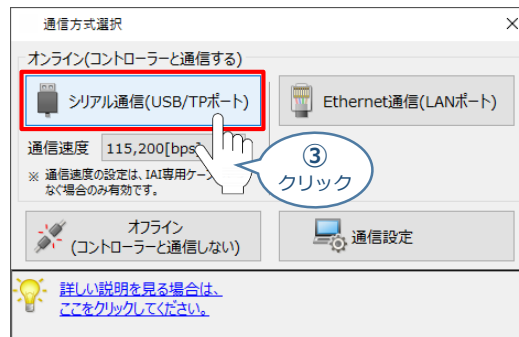 通信方式選択
オンライン(コントローラーと通信する)
シリアル通信(USB/TPポート)
Ethernet通信(LANポート)
通信速度 115,200[bps]
③
クリック
※ 通信速度の設定は、IAI専用ケー
なぐ場合のみ有効です。
オフライン
(コントローラーと通信しない)
通信設定
詳しい説明を見る場合は、
ここをクリックしてください。